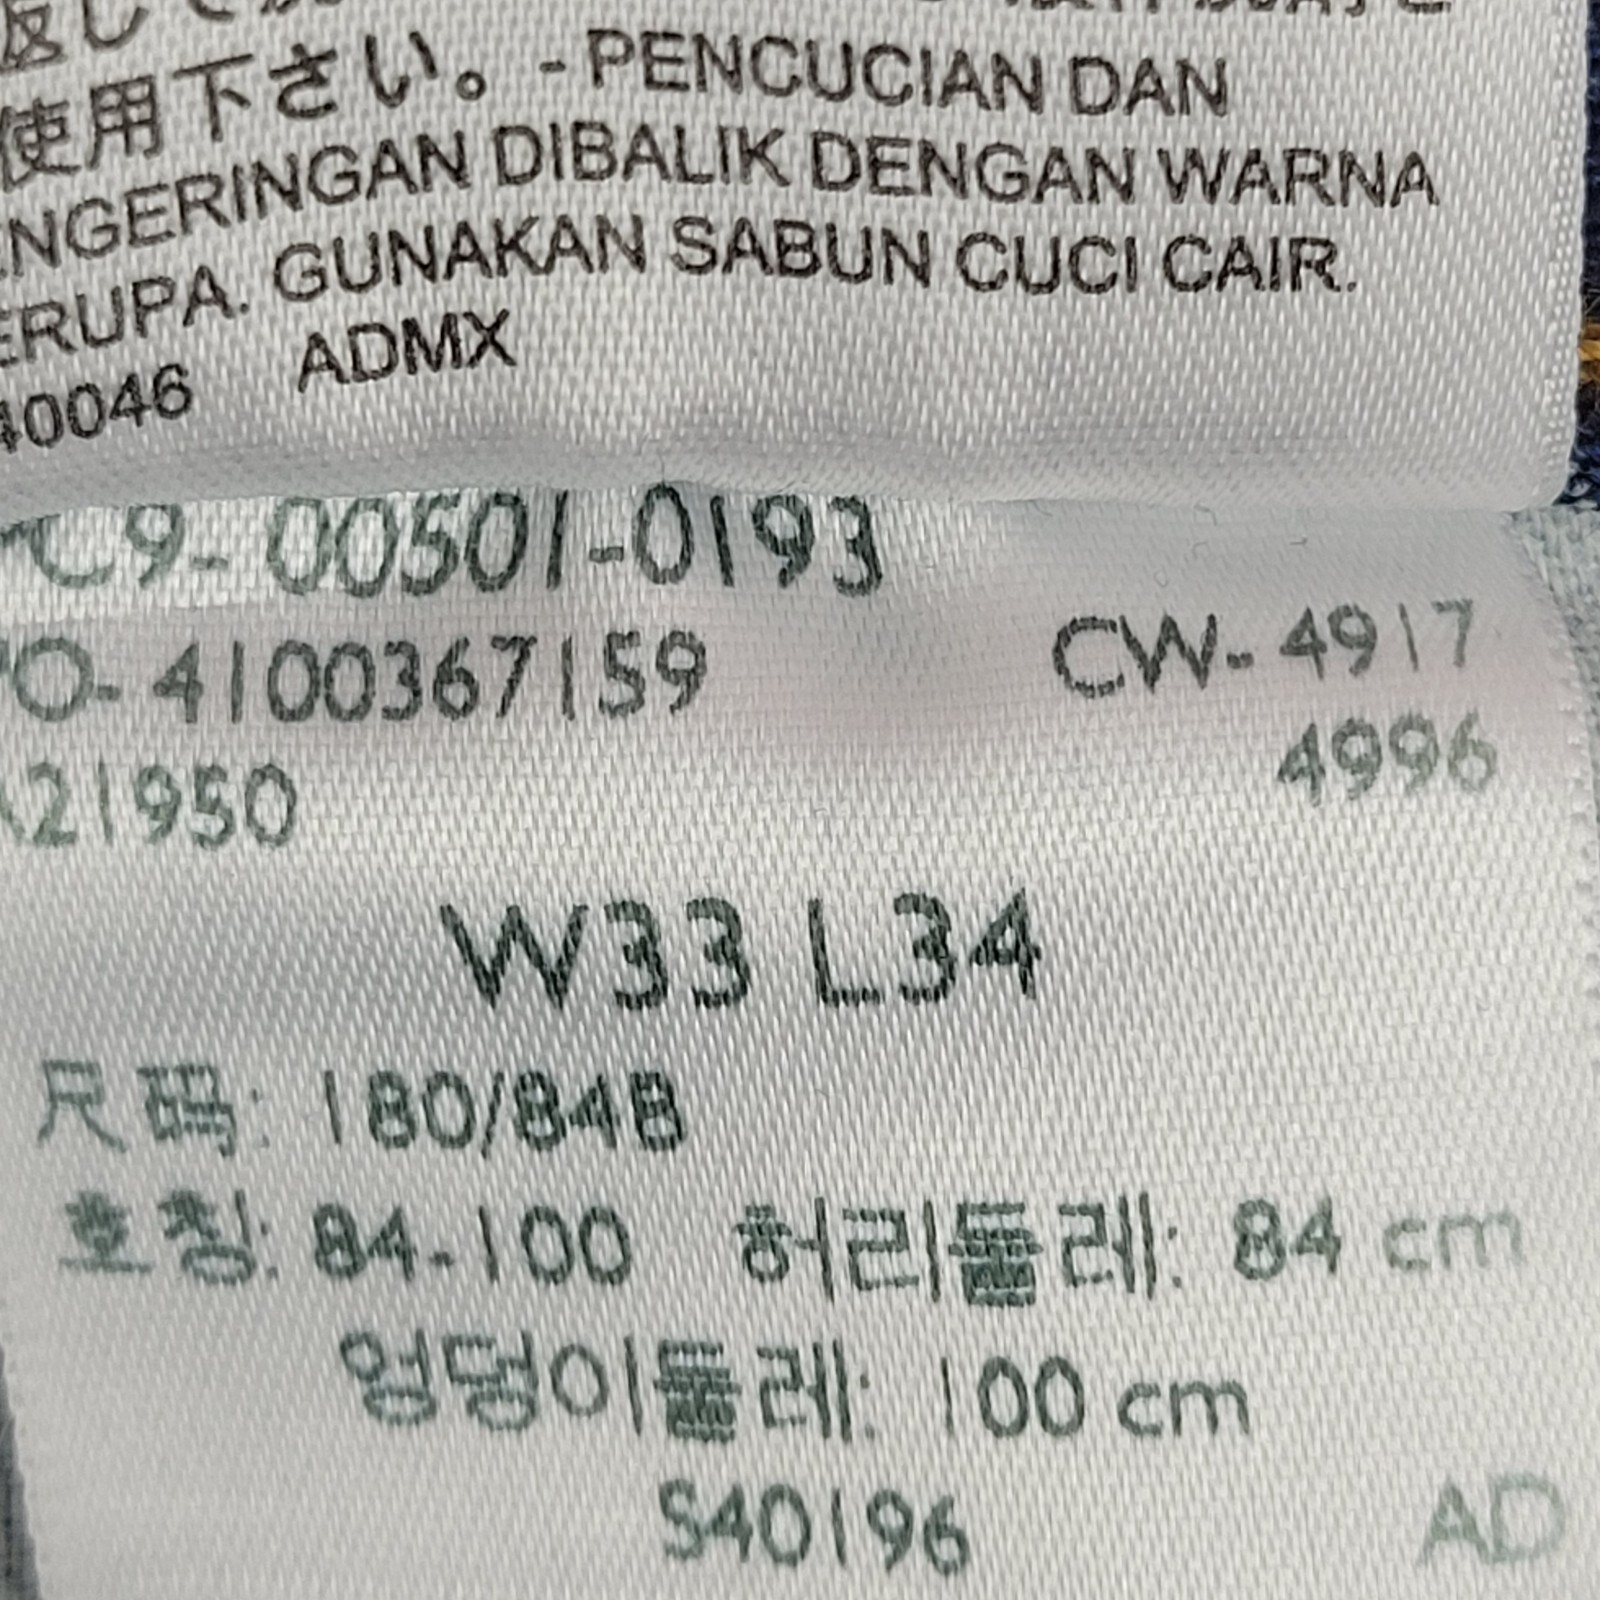 使用下さい。 - PENCUCIAN DAN
NGERINGAN DIBALIK DENGAN WARNA
ERUPA. GUNAKAN SABUN CUCI CAIR.
40046 ADMX
C9- 00501-0193
O- 4100367159 CW- 4917
21950 4996
W33 L34
尺码: 180/84B
호칭: 84-100 허리둘레: 84 cm
엉덩이둘레: 100 cm
S40196 AD